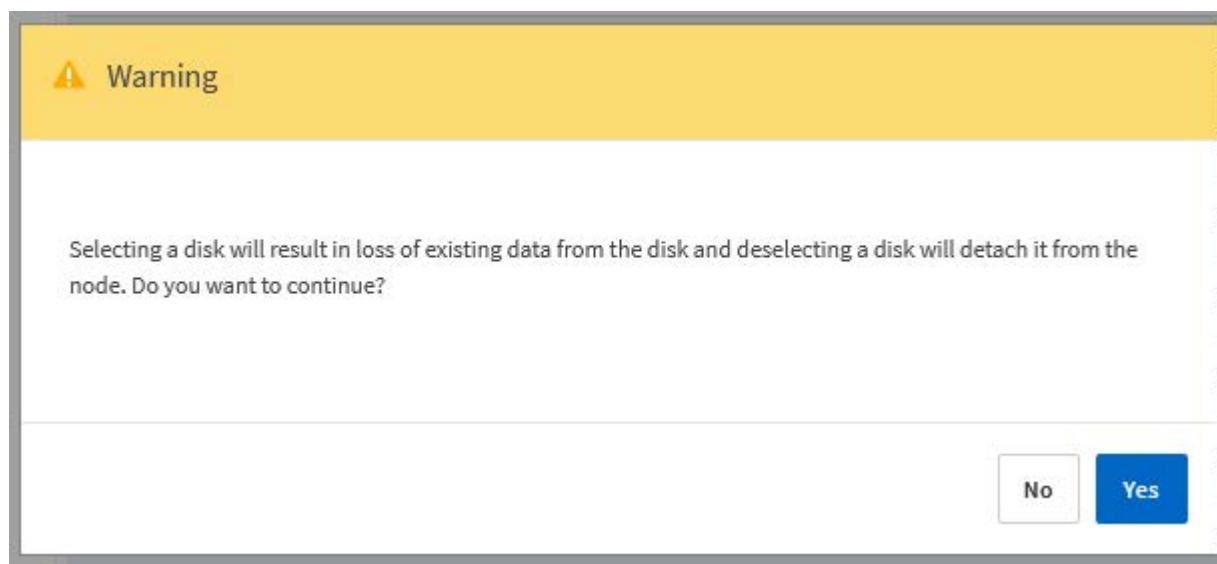 Warning
Selecting a disk will result in loss of existing data from the disk and deselecting a disk will detach it from the
node. Do you want to continue?
No
Yes